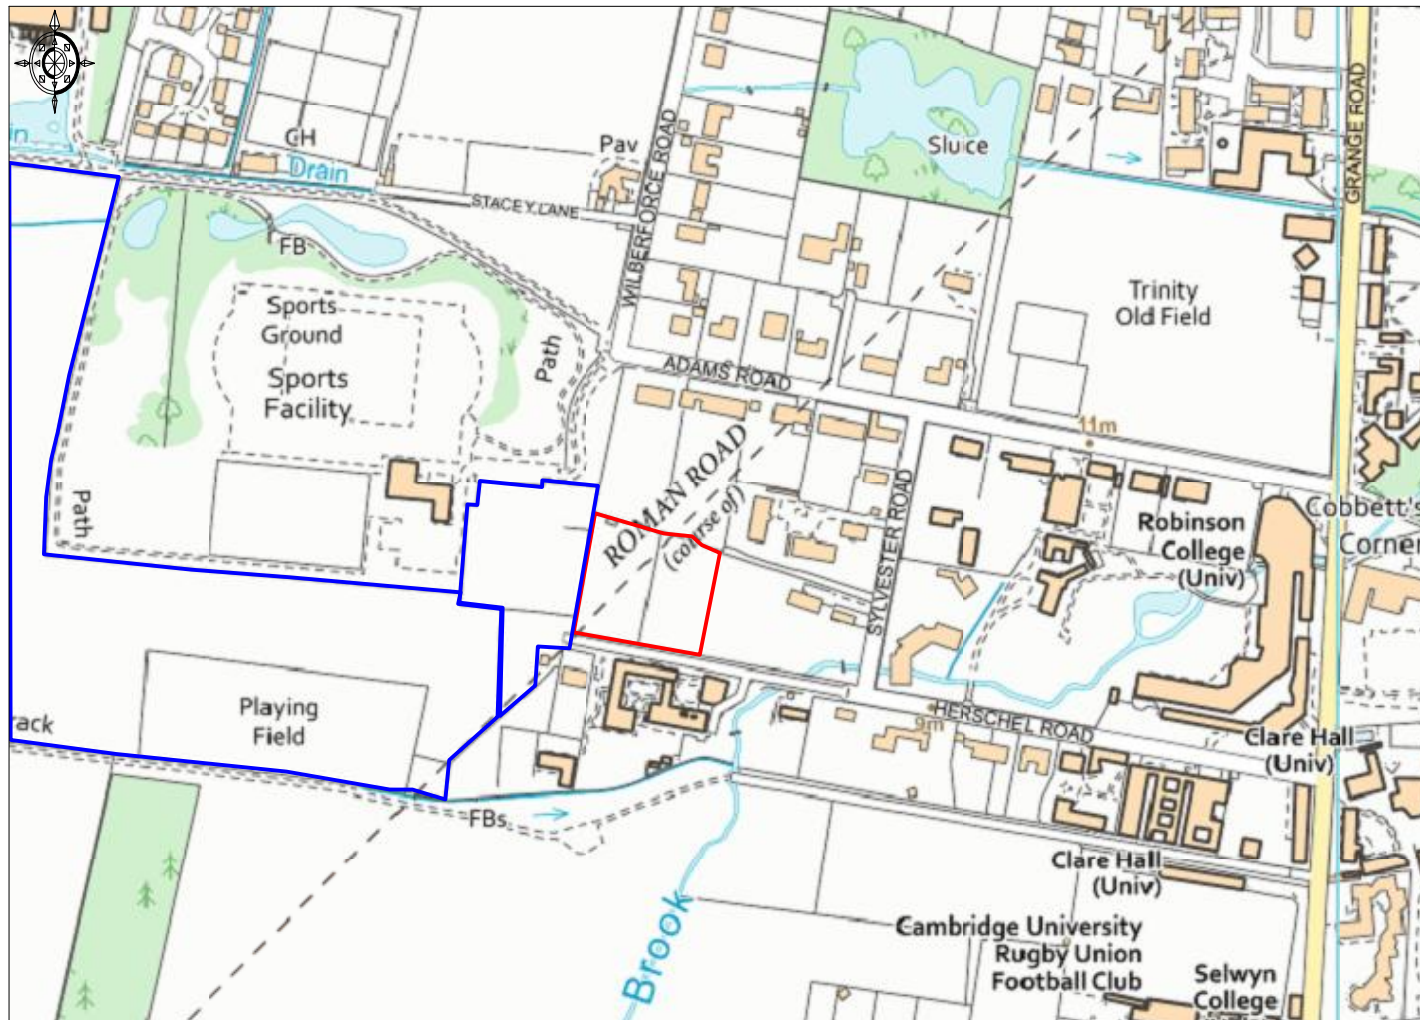 GRANGE ROAD
CH
Drain
Pav
Sluice
STACEY LANE
WILBERFORCE ROAD
FB
Sports
Ground
Sports
Facility
Path
Trinity
Old Field
ADAMS ROAD
11m
ROMAN ROAD
(course of)
Path
SYLVESTER ROAD
Robinson
College
(Univ)
Cobbett's
Corner
Playing
Field
rack
HERSCHEL ROAD
9m
Clare Hall
(Univ)
FBs
Clare Hall
(Univ)
Brook
Cambridge University
Rugby Union
Football Club
Selwyn
College